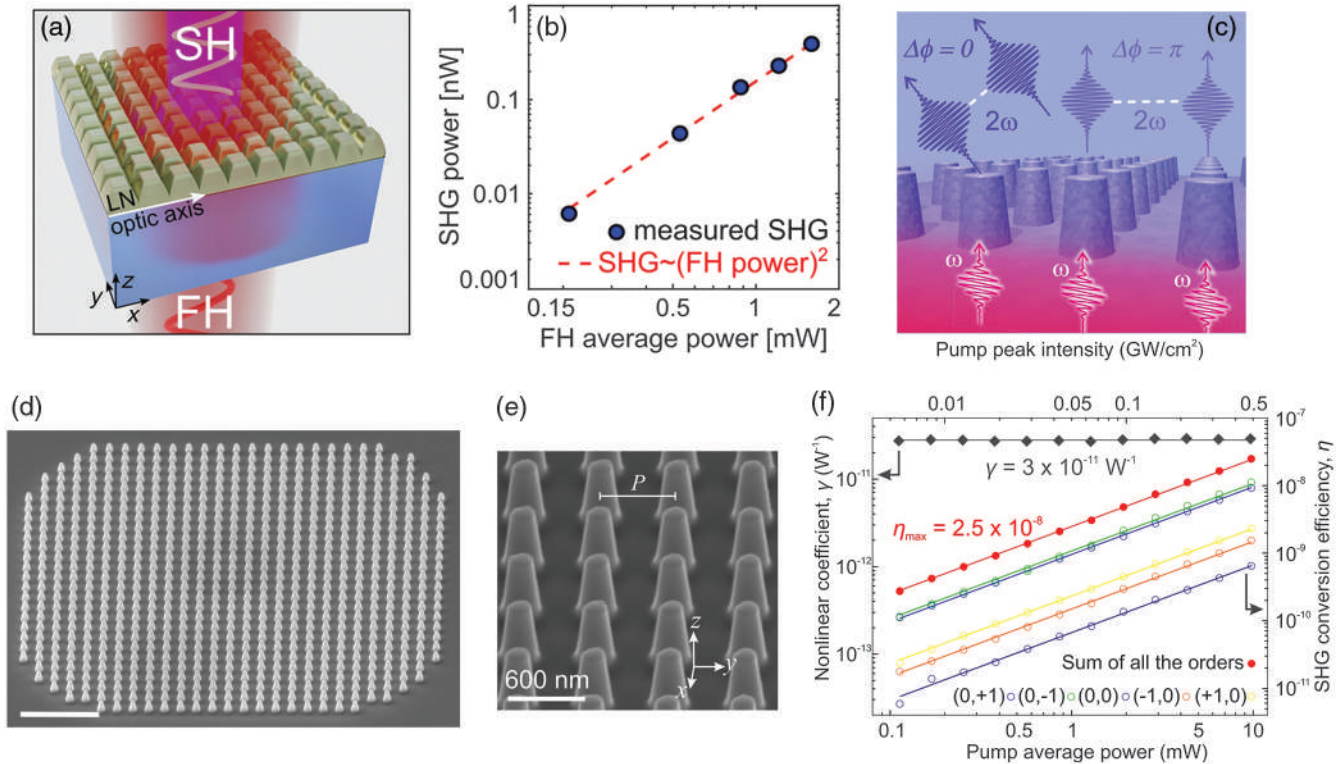 (a)
SH
LN
optic axis
z
y
x
FH
(b)
SHG power [nW]
1
0.1
0.01
0.001
measured SHG
SHG~(FH power)²
0.15
0.5
1
2
FH average power [mW]
(c)
Δϕ = 0
Δϕ = π
2ω
2ω
ω
ω
ω
Pump peak intensity (GW/cm²)
(d)
(e)
P
z
y
x
600 nm
(f)
0.01
0.05
0.1
0.5
Nonlinear coefficient, γ (W⁻¹)
10⁻¹¹
10⁻¹²
10⁻¹³
γ = 3 x 10⁻¹¹ W⁻¹
ηmax = 2.5 x 10⁻⁸
10⁻⁷
10⁻⁸
10⁻⁹
10⁻¹⁰
10⁻¹¹
SHG conversion efficiency, η
Sum of all the orders
(0,+1) (0,-1) (0,0) (-1,0) (+1,0)
0.1
0.5
1
5
10
Pump average power (mW)